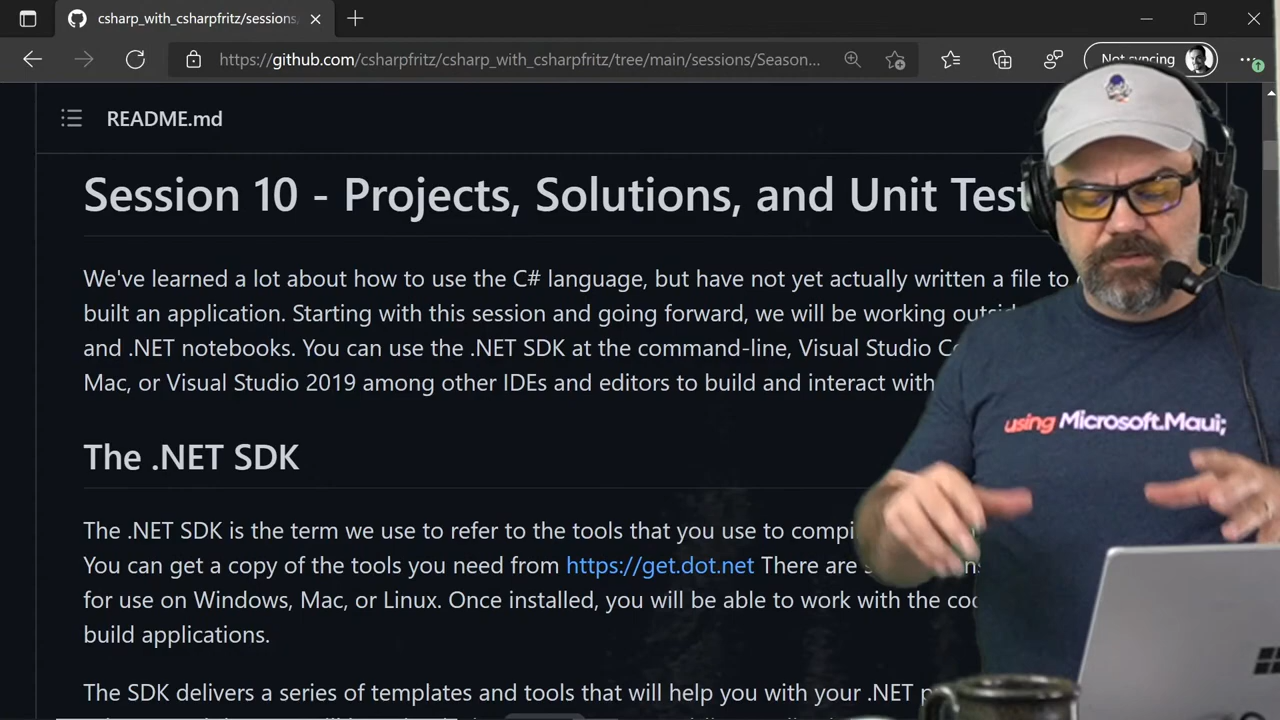 csharp_with_csharpfritz/sessions,
https://github.com/csharpfritz/csharp_with_csharpfritz/tree/main/sessions/Season...
Not syncing
README.md
Session 10 - Projects, Solutions, and Unit Test
We've learned a lot about how to use the C# language, but have not yet actually written a file to
built an application. Starting with this session and going forward, we will be working
and .NET notebooks. You can use the .NET SDK at the command-line, Visual Studio
Mac, or Visual Studio 2019 among other IDEs and editors to build and interact with
using Microsoft.Maui;
The .NET SDK
The .NET SDK is the term we use to refer to the tools that you use to
You can get a copy of the tools you need from https://get.dot.net There are
for use on Windows, Mac, or Linux. Once installed, you will be able to work with the
build applications.
The SDK delivers a series of templates and tools that will help you with your .NET